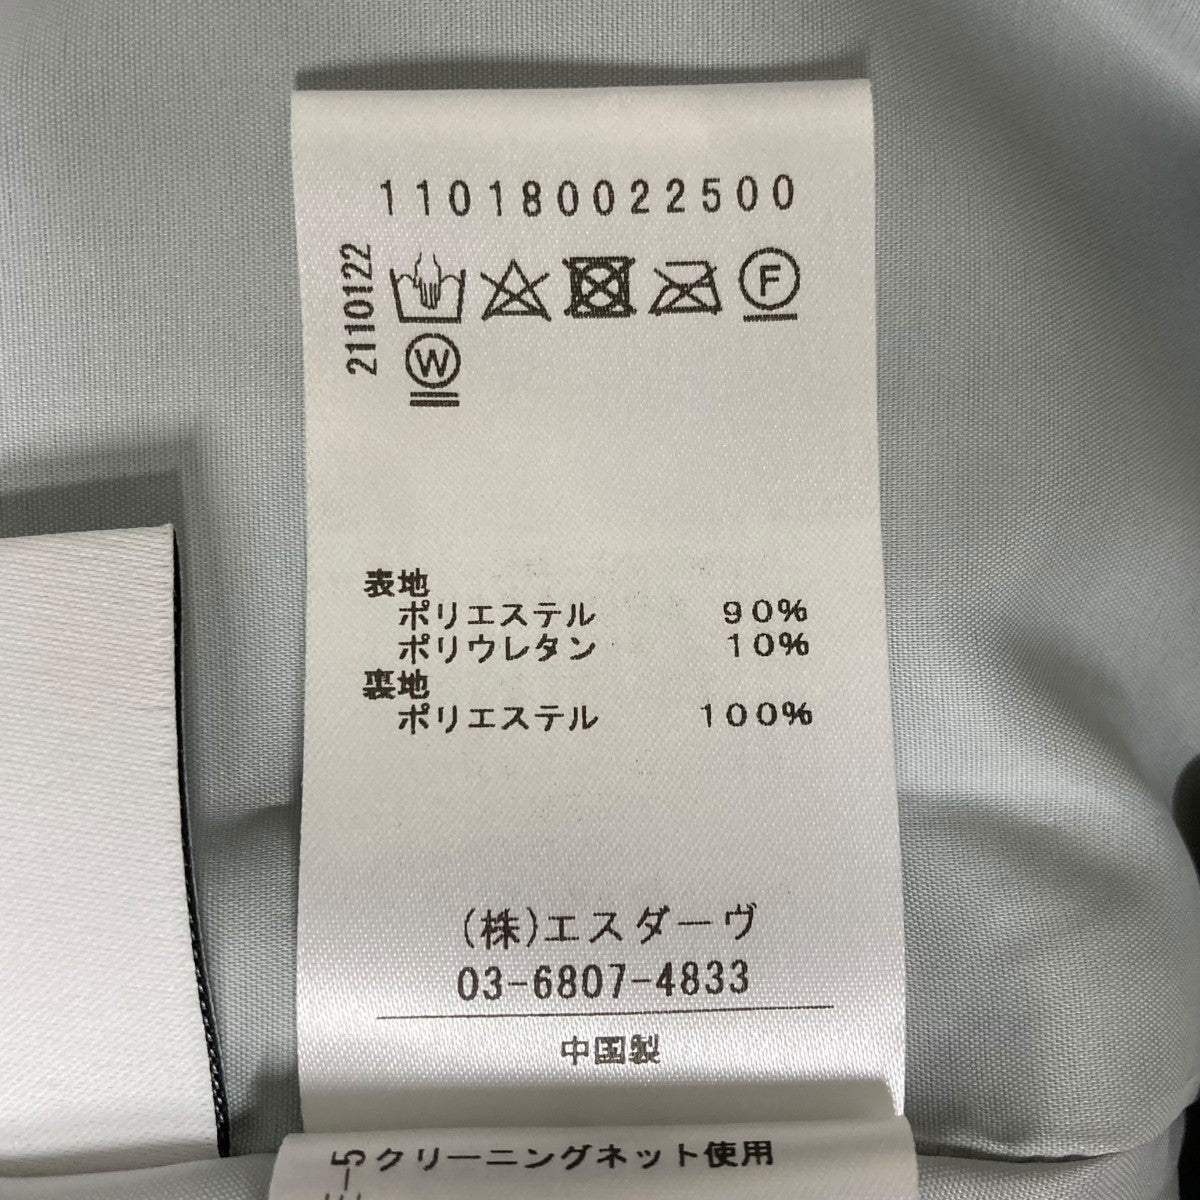 110180022500
2110122
F
W
表地
ポリエステル 90%
ポリウレタン 10%
裏地
ポリエステル 100%
(株)エスダーヴ
03-6807-4833
中国製
クリーニングネット使用